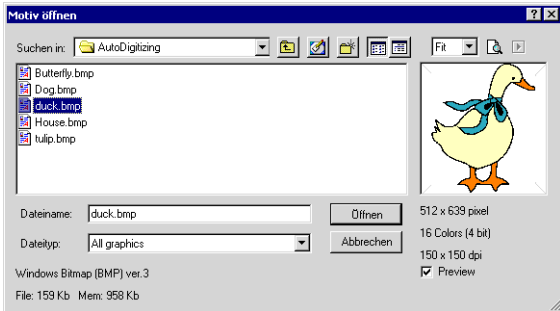 Motiv öffnen
Suchen in: AutoDigitizing Fit
Butterfly.bmp
Dog.bmp
duck.bmp
House.bmp
tulip.bmp
Dateiname: duck.bmp Öffnen
Dateityp: All graphics Abbrechen
Windows Bitmap (BMP) ver.3
File: 159 Kb Mem: 958 Kb
512 x 639 pixel
16 Colors (4 bit)
150 x 150 dpi
Preview